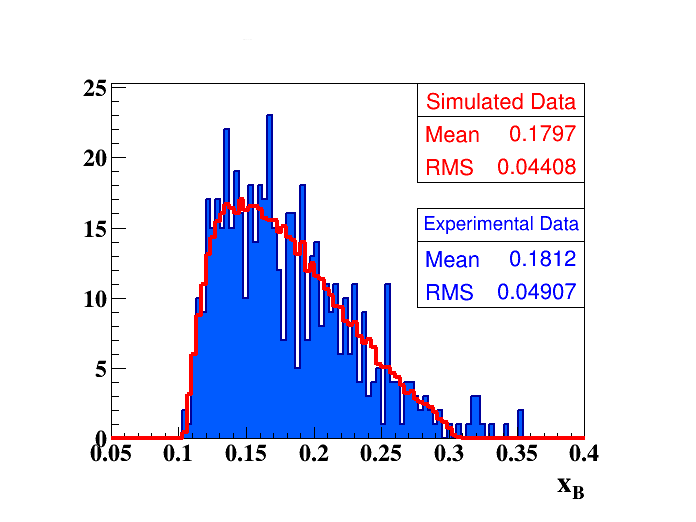 25
20
15
10
5
0
0.05 0.1 0.15 0.2 0.25 0.3 0.35 0.4
x_B
Simulated Data
Mean 0.1797
RMS 0.04408
Experimental Data
Mean 0.1812
RMS 0.04907